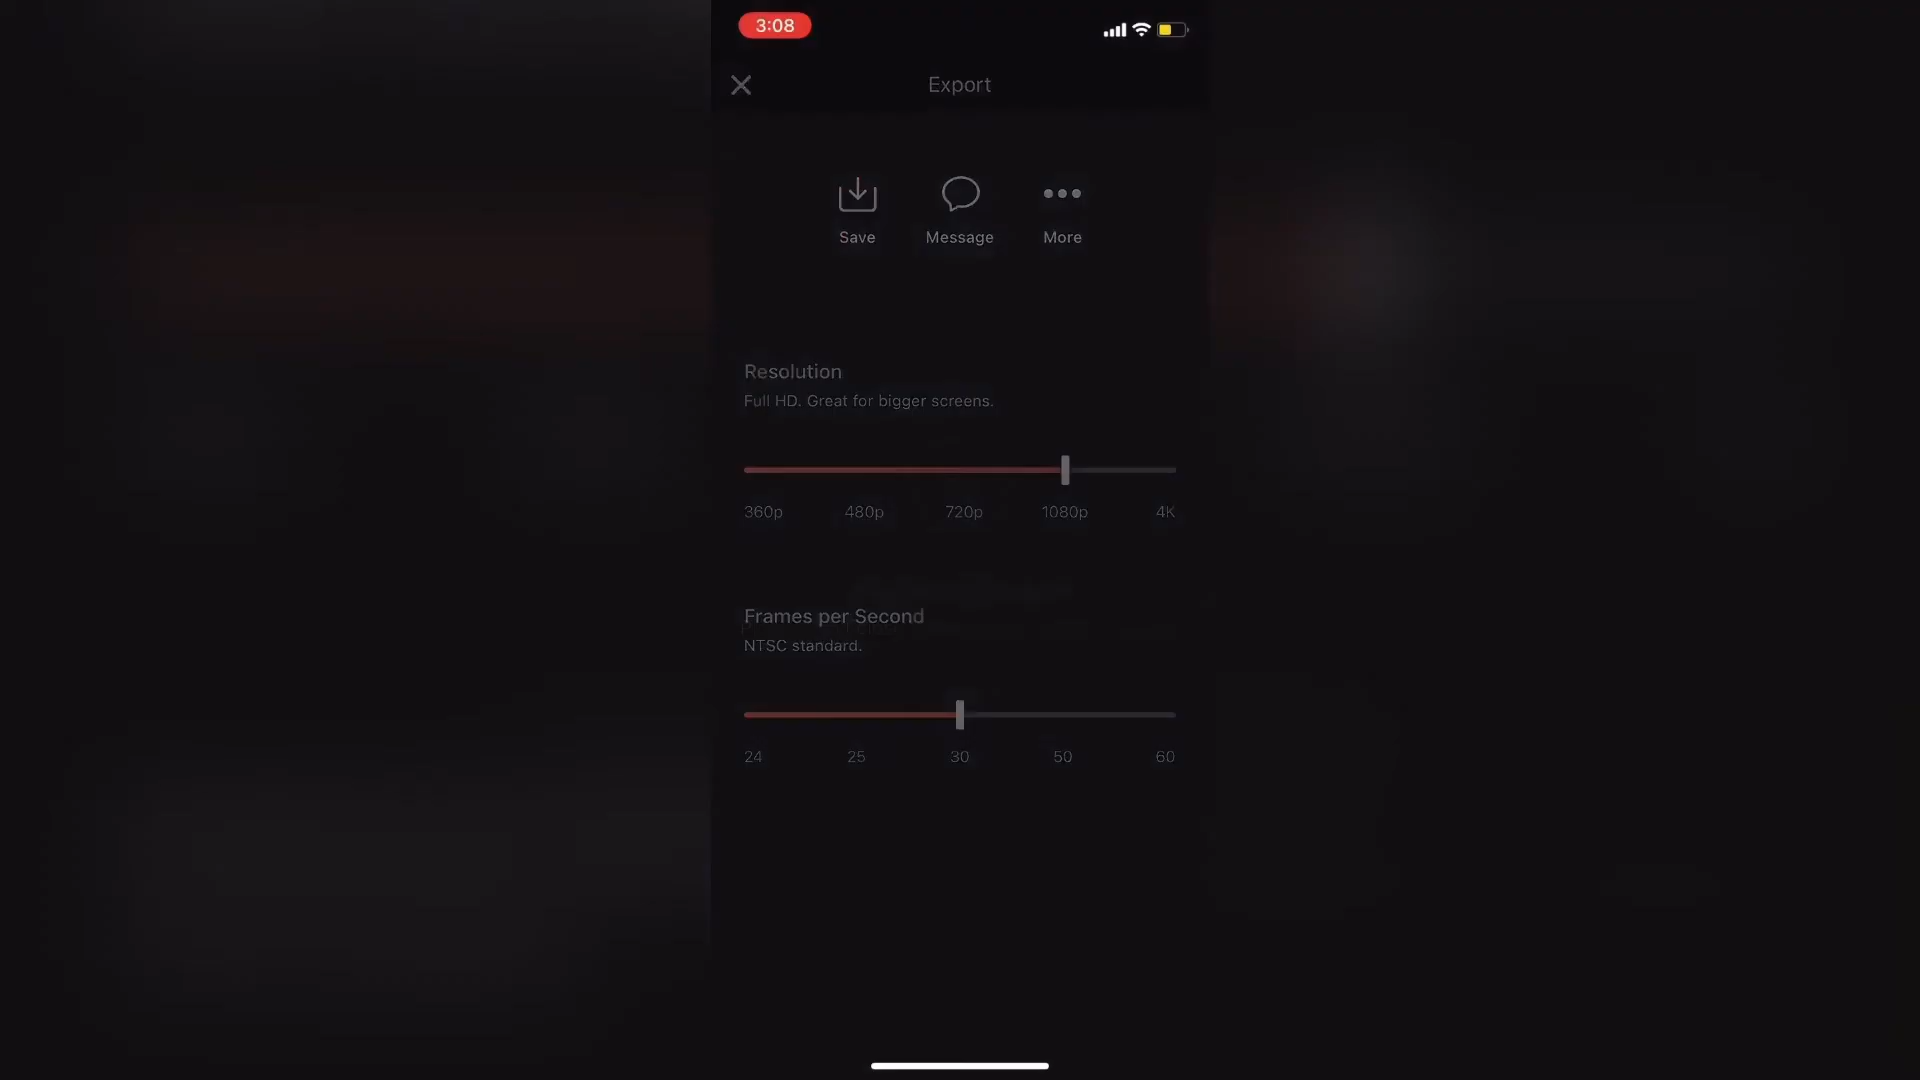 3:08
Export
Save Message More
Resolution
Full HD. Great for bigger screens.
360p 480p 720p 1080p 4K
Frames per Second
NTSC standard.
24 25 30 50 60